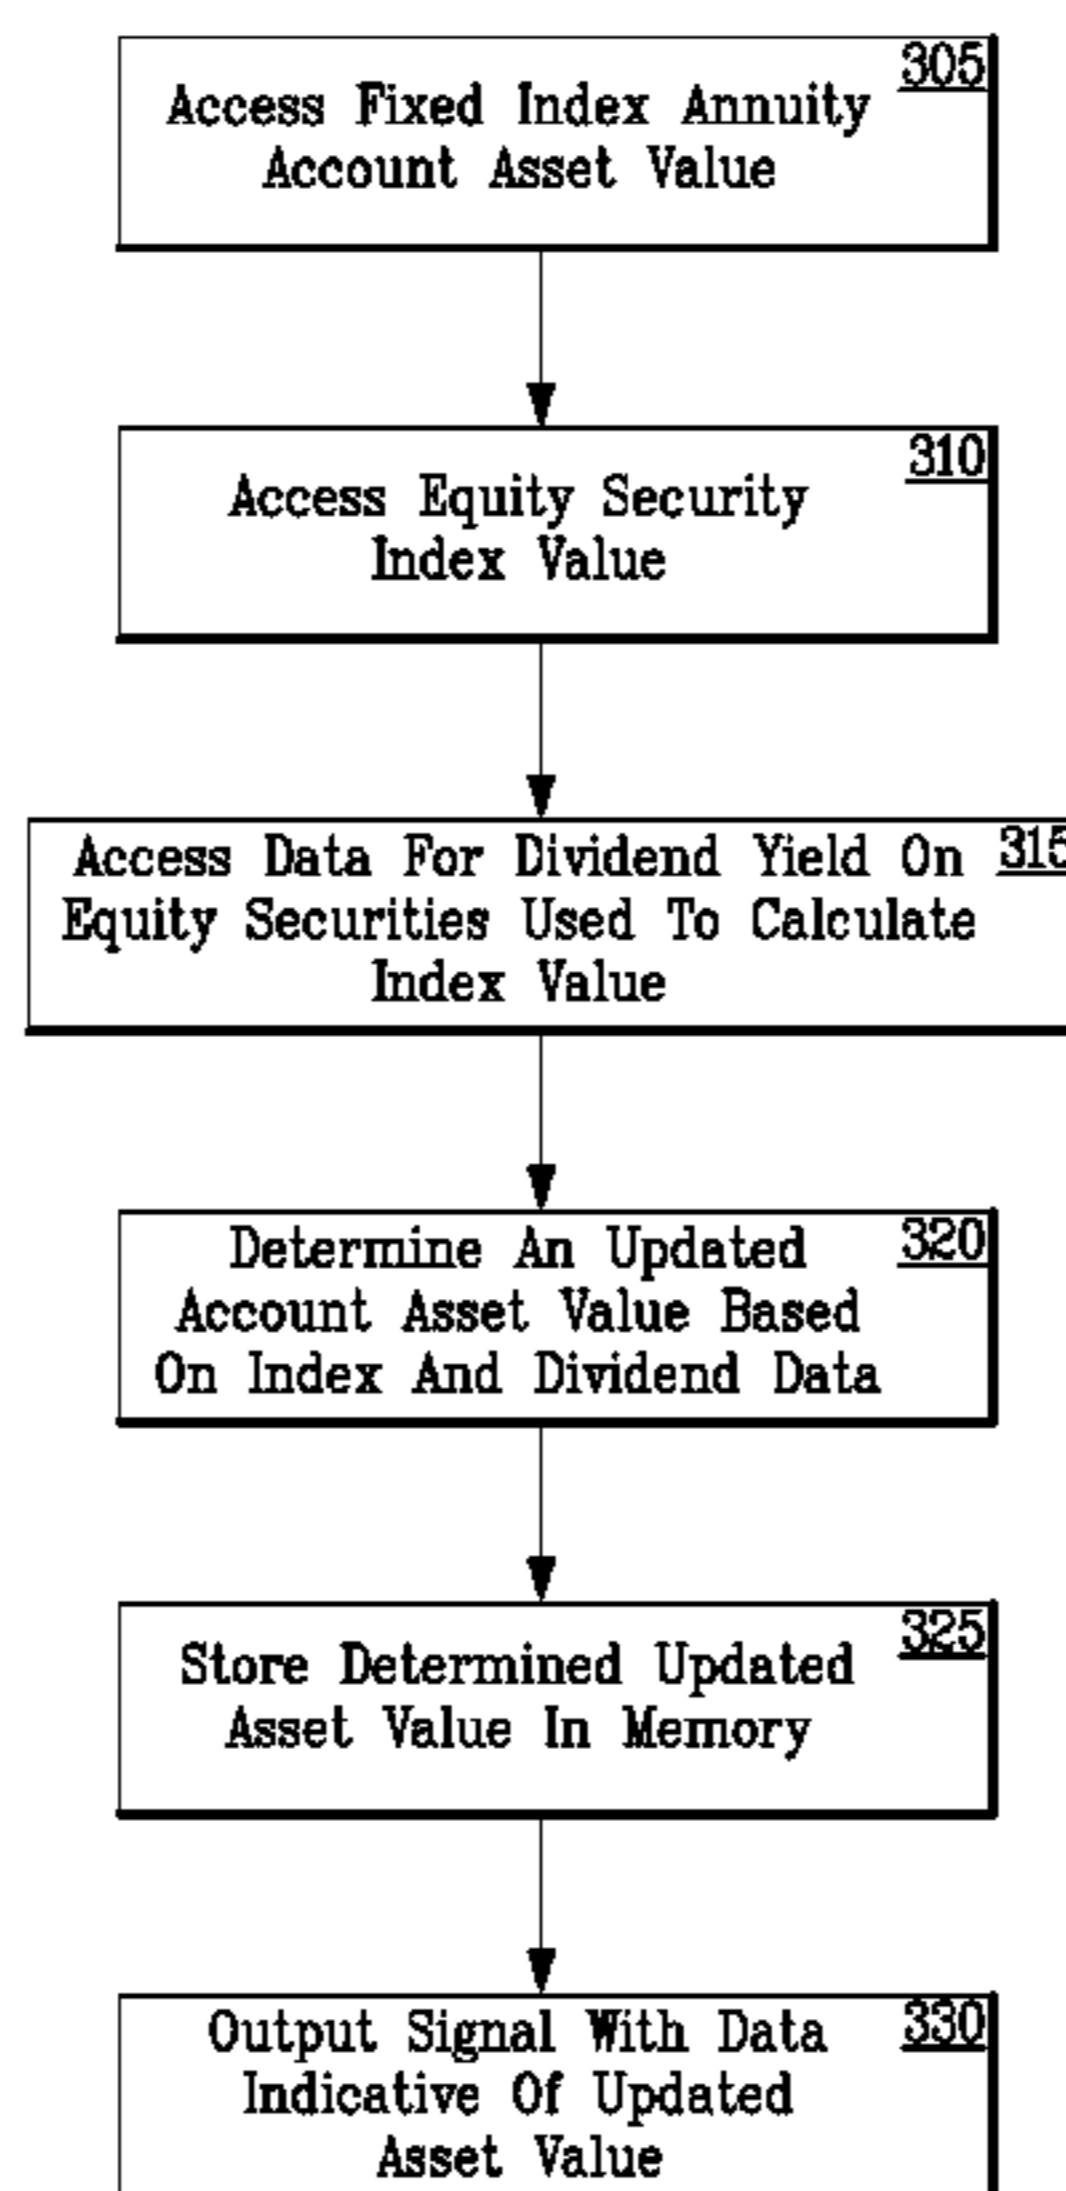 305
Access Fixed Index Annuity
Account Asset Value
310
Access Equity Security
Index Value
Access Data For Dividend Yield On 315
Equity Securities Used To Calculate
Index Value
320
Determine An Updated
Account Asset Value Based
On Index And Dividend Data
325
Store Determined Updated
Asset Value In Memory
330
Output Signal With Data
Indicative Of Updated
Asset Value